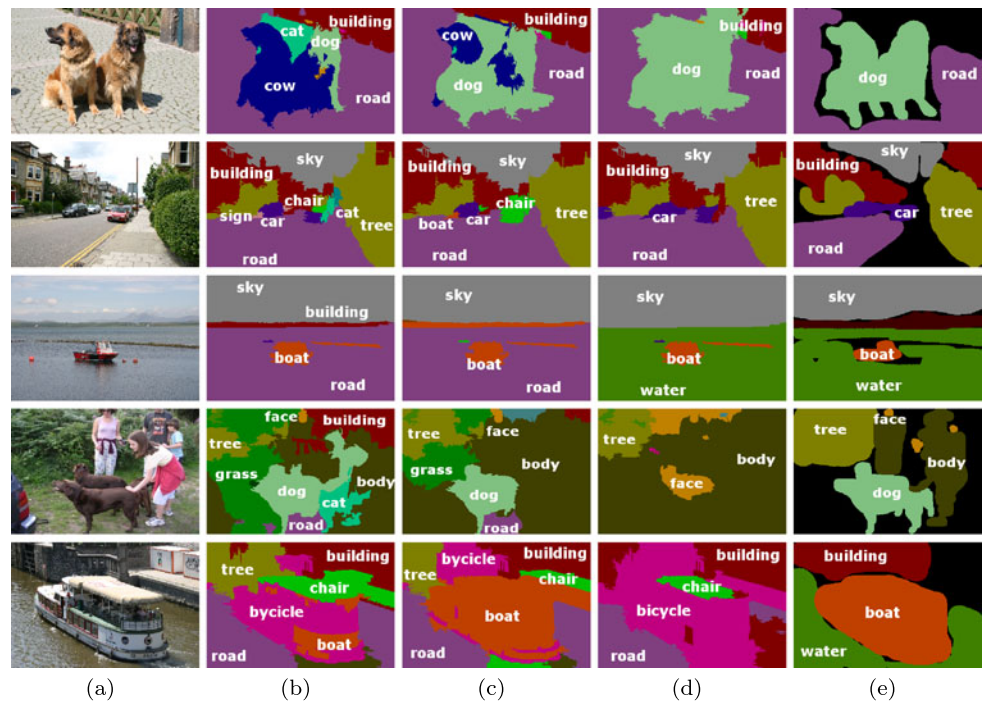 building
cat
dog
cow
road
building
cow
dog
road
building
dog
road
dog
road
sky
building
chair
sign
car
cat
tree
road
sky
building
chair
boat
car
tree
road
sky
building
car
tree
road
sky
building
car
tree
road
sky
building
boat
road
sky
boat
road
sky
boat
water
sky
boat
water
face
building
tree
grass
dog
cat
body
road
face
tree
grass
body
dog
road
tree
body
face
face
tree
body
dog
building
tree
chair
bycicle
boat
road
bycicle
building
tree
chair
boat
road
building
chair
bicycle
road
building
boat
water
(a) (b) (c) (d) (e)